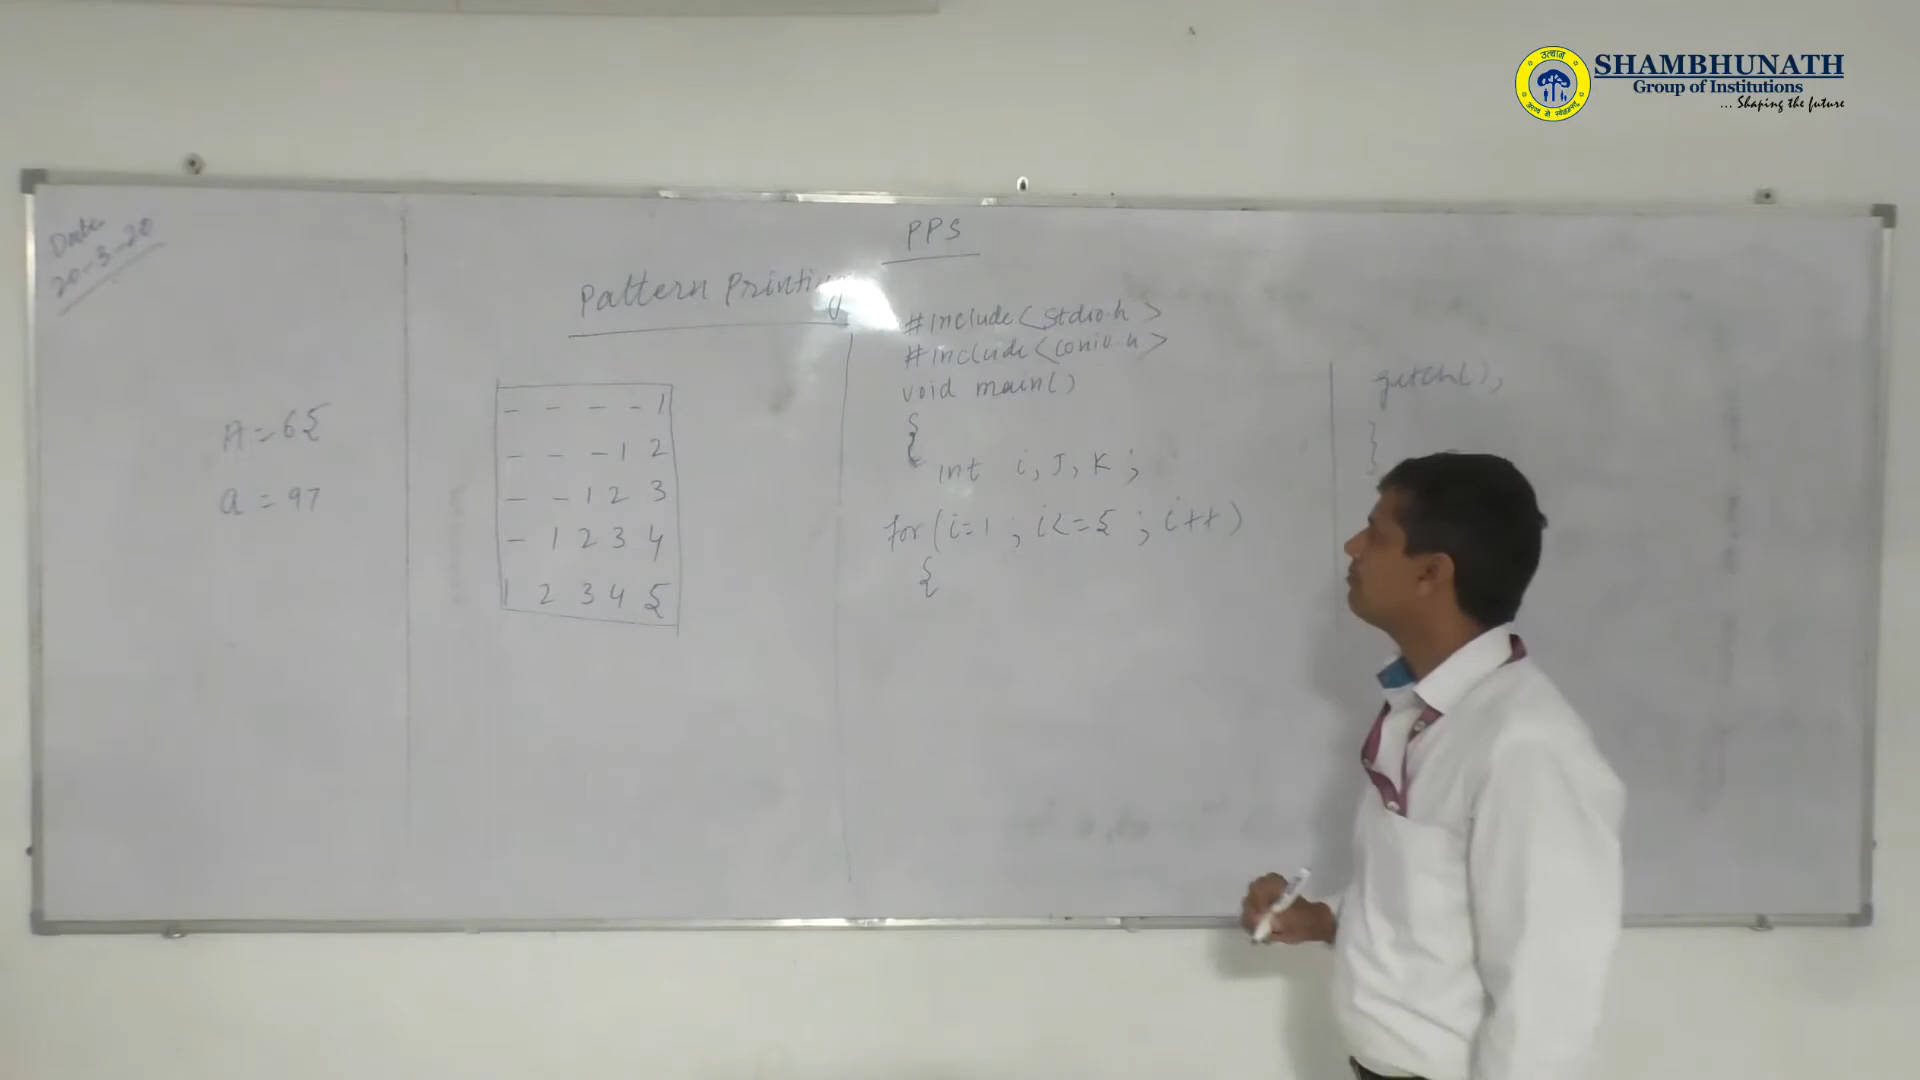 उत्थान
SHAMBHUNATH
Group of Institutions
... Shaping the future
Date
20-3-20
PPS
Pattern Printing
A = 65
a = 97
- - - - 1
- - - 1 2
- - 1 2 3
- 1 2 3 4
1 2 3 4 5
#include<stdio.h>
#include<conio.h>
void main()
{
int i, J, K;
for(i=1; i<=5; i++)
{
getch();
}